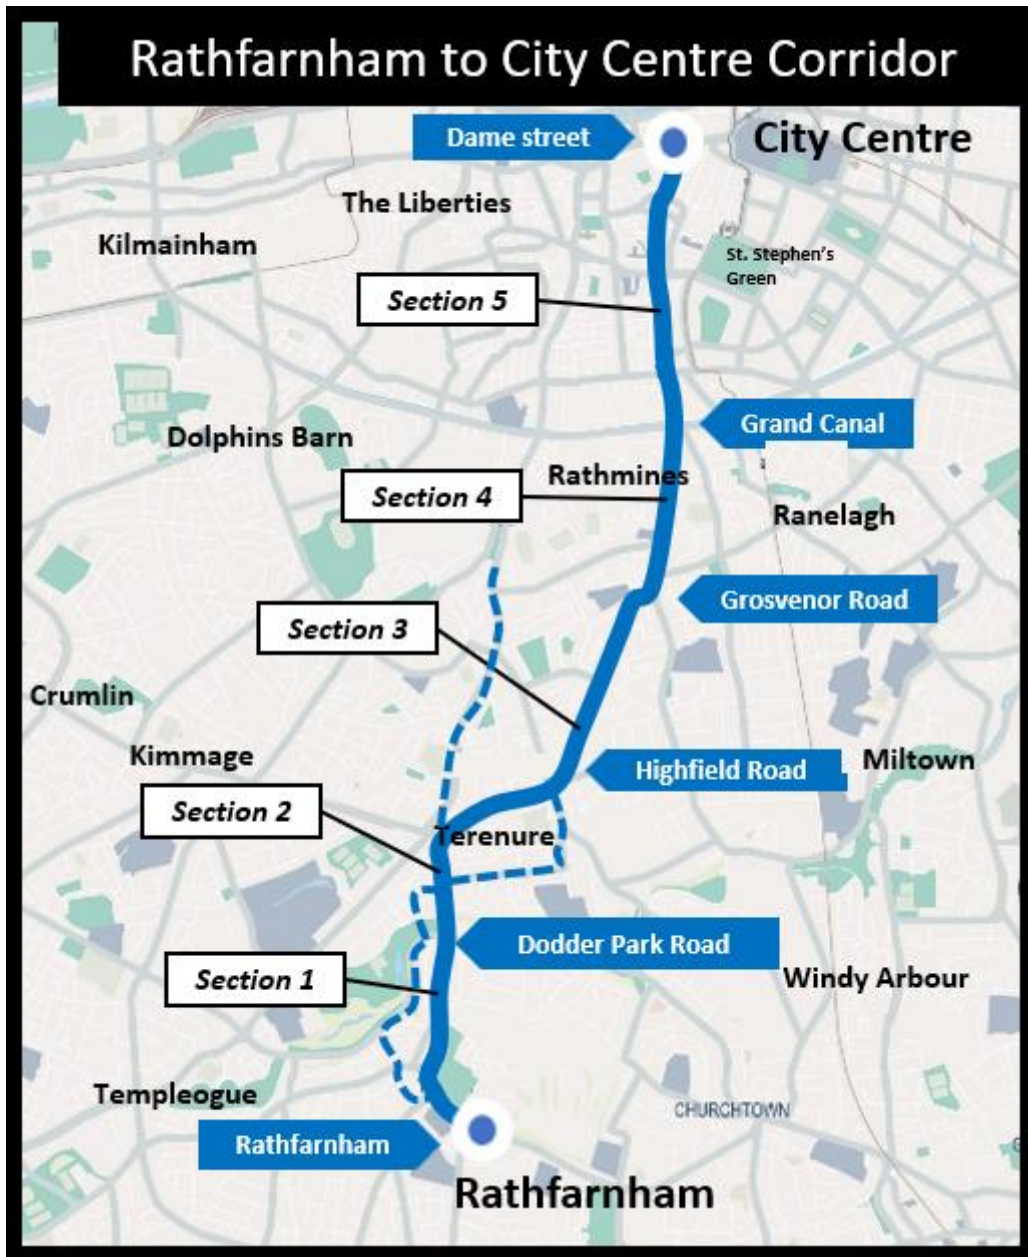 Rathfarnham to City Centre Corridor
Dame street
City Centre
The Liberties
Kilmainham
St. Stephen's
Green
Section 5
Grand Canal
Dolphins Barn
Rathmines
Section 4
Ranelagh
Grosvenor Road
Section 3
Crumlin
Kimmage
Highfield Road
Miltown
Section 2
Terenure
Dodder Park Road
Section 1
Windy Arbour
Templeogue
CHURCHTOWN
Rathfarnham
Rathfarnham